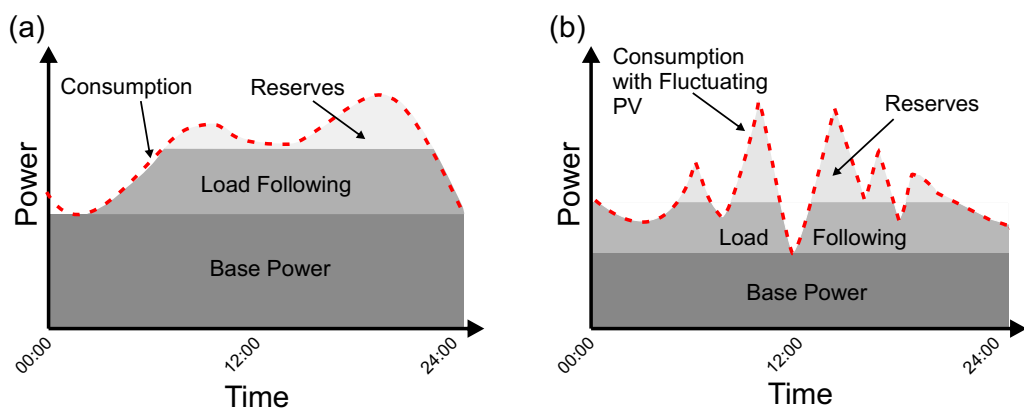 (a)
Consumption
Reserves
Load Following
Base Power
Power
00:00
12:00
24:00
Time
(b)
Consumption
with Fluctuating
PV
Reserves
Load Following
Base Power
Power
00:00
12:00
24:00
Time